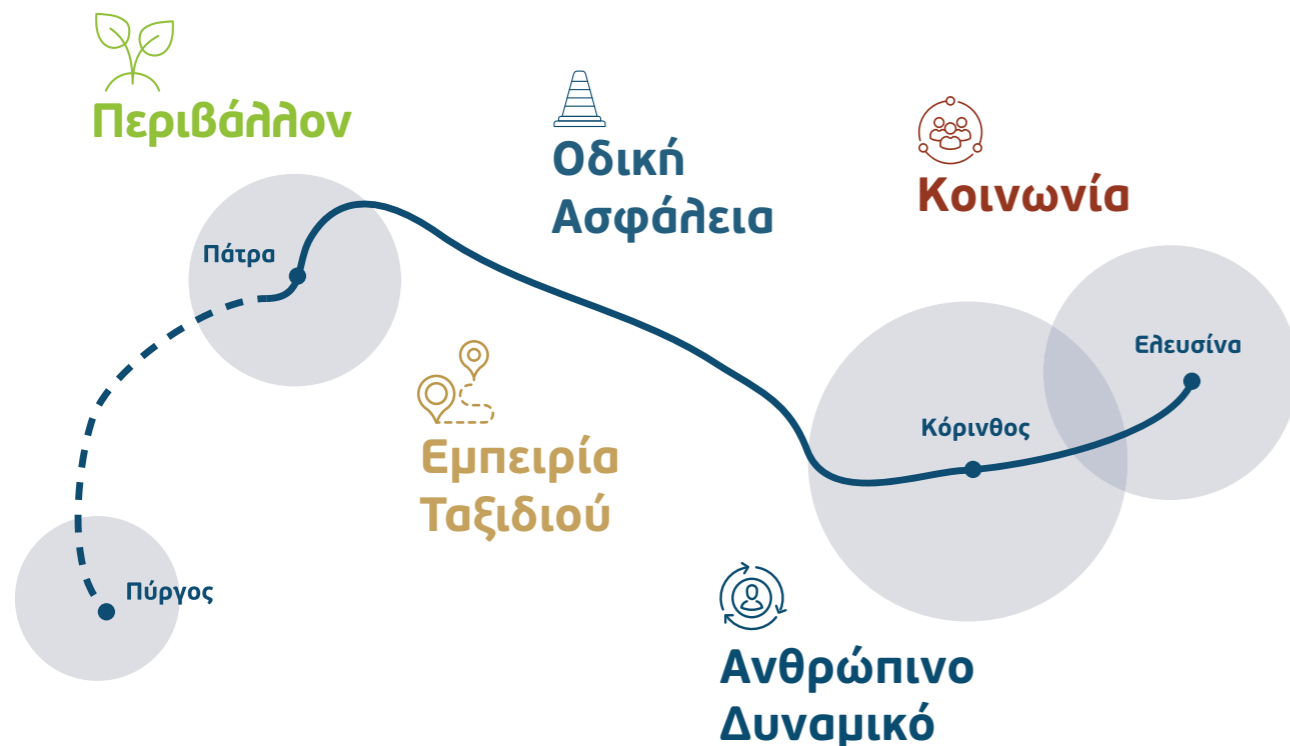 Περιβάλλον
Οδική
Ασφάλεια
Κοινωνία
Πάτρα
Ελευσίνα
Κόρινθος
Εμπειρία
Ταξιδιού
Πύργος
Ανθρώπινο
Δυναμικό